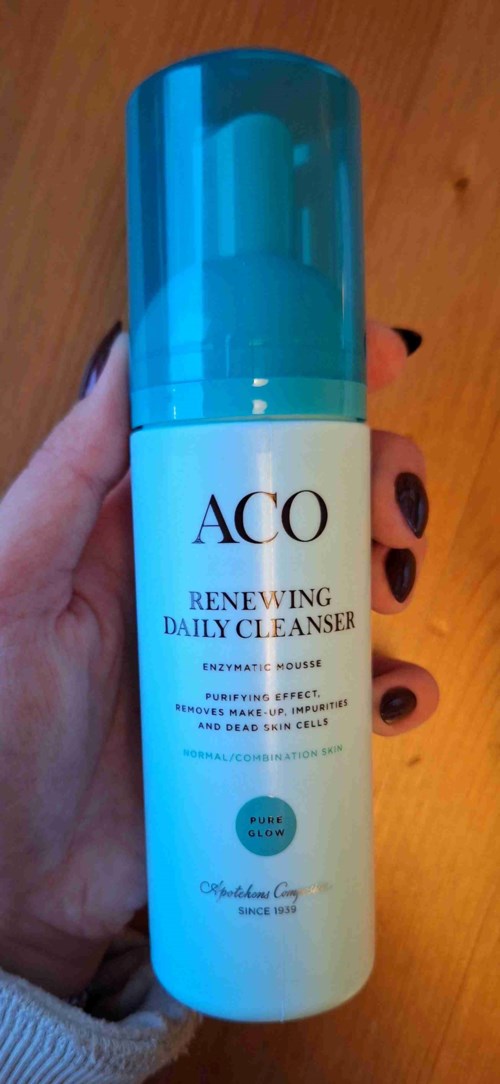 ACO
RENEWING
DAILY CLEANSER
ENZYMATIC MOUSSE
PURIFYING EFFECT,
REMOVES MAKE-UP, IMPURITIES
AND DEAD SKIN CELLS
NORMAL/COMBINATION SKIN
PURE
GLOW
Apotekons
SINCE 1939